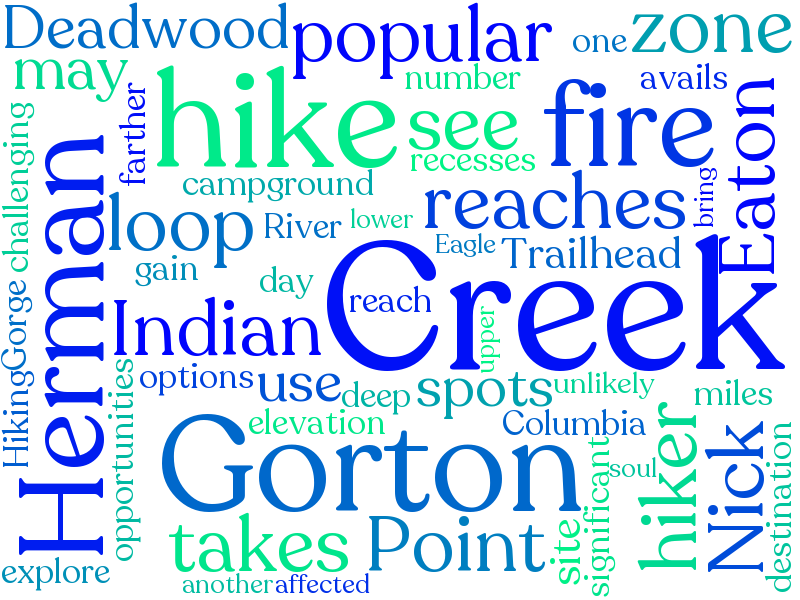 Deadwood
popular
one
zone
may
number
avails
challenging
farther
hike
see
fire
Eaton
recesses
campground
reaches
bring
Herman
loop
River
lower
Eagle
Trailhead
gain
day
Creek
reach
Gorge
Indian
upper
options
use
deep
spots
unlikely
miles
Hiking
opportunities
elevation
Columbia
Gorton
significant
soul
hiker
Nick
destination
takes
Point
site
explore
another
affected